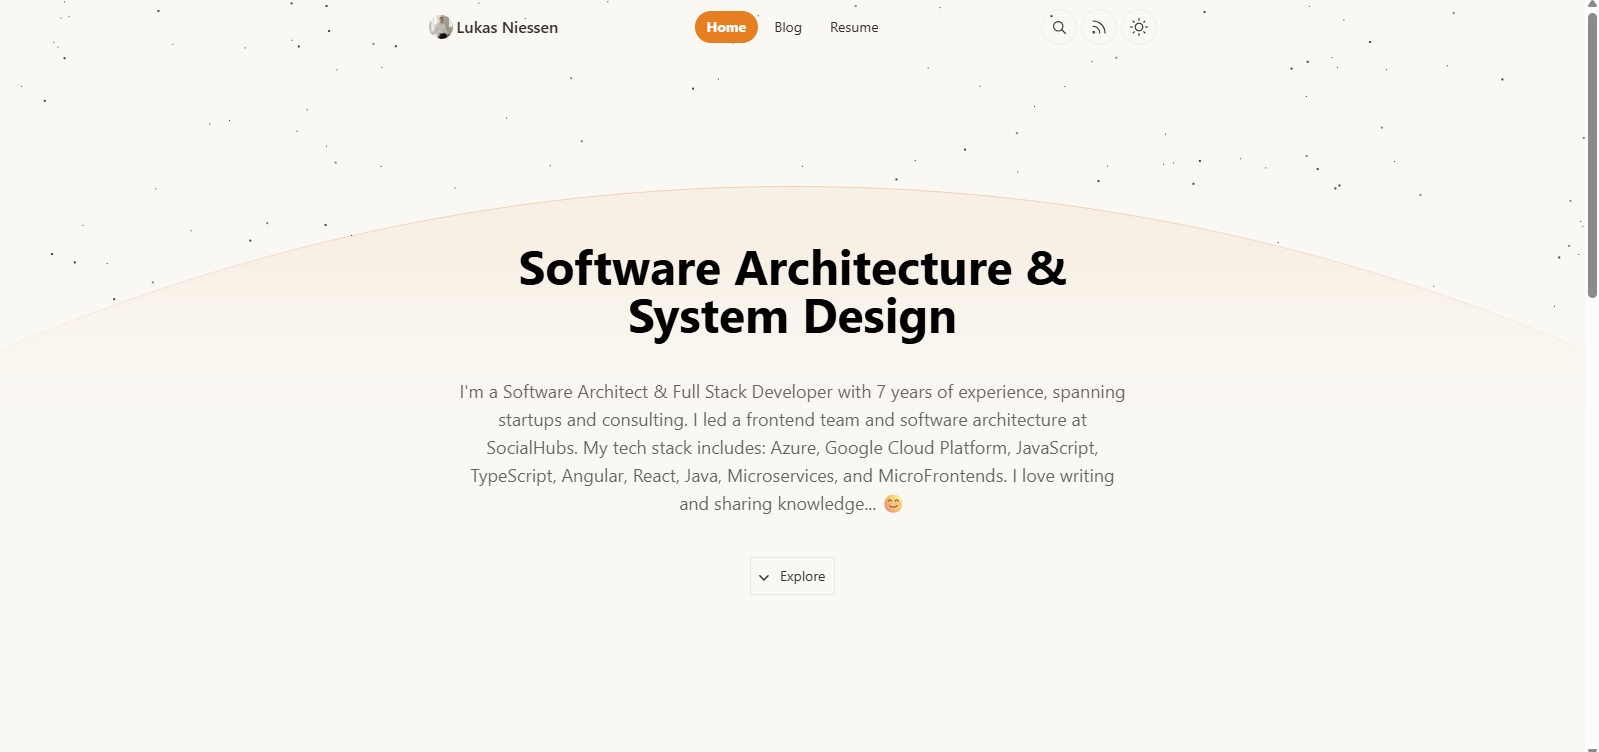 Lukas Niessen
Home
Blog
Resume
Software Architecture &
System Design
I'm a Software Architect & Full Stack Developer with 7 years of experience, spanning
startups and consulting. I led a frontend team and software architecture at
SocialHubs. My tech stack includes: Azure, Google Cloud Platform, JavaScript,
TypeScript, Angular, React, Java, Microservices, and MicroFrontends. I love writing
and sharing knowledge... 😊
Explore